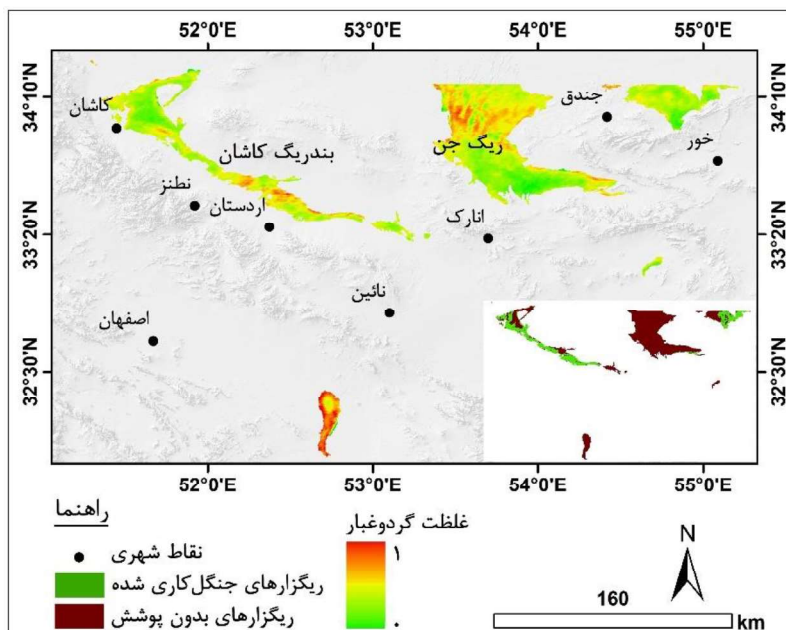 52°0'E 53°0'E 54°0'E 55°0'E
34°10'N 34°10'N
33°20'N 33°20'N
32°30'N 32°30'N
کاشان
جندق
بندریگ کاشان
ریگ جن
خور
نطنز
اردستان
انارک
نائین
اصفهان
52°0'E 53°0'E 54°0'E 55°0'E
راهنما
نقاط شهری
ریگزارهای جنگل‌کاری شده
ریگزارهای بدون پوشش
غلظت گردوغبار
۱
۰
N
160
km